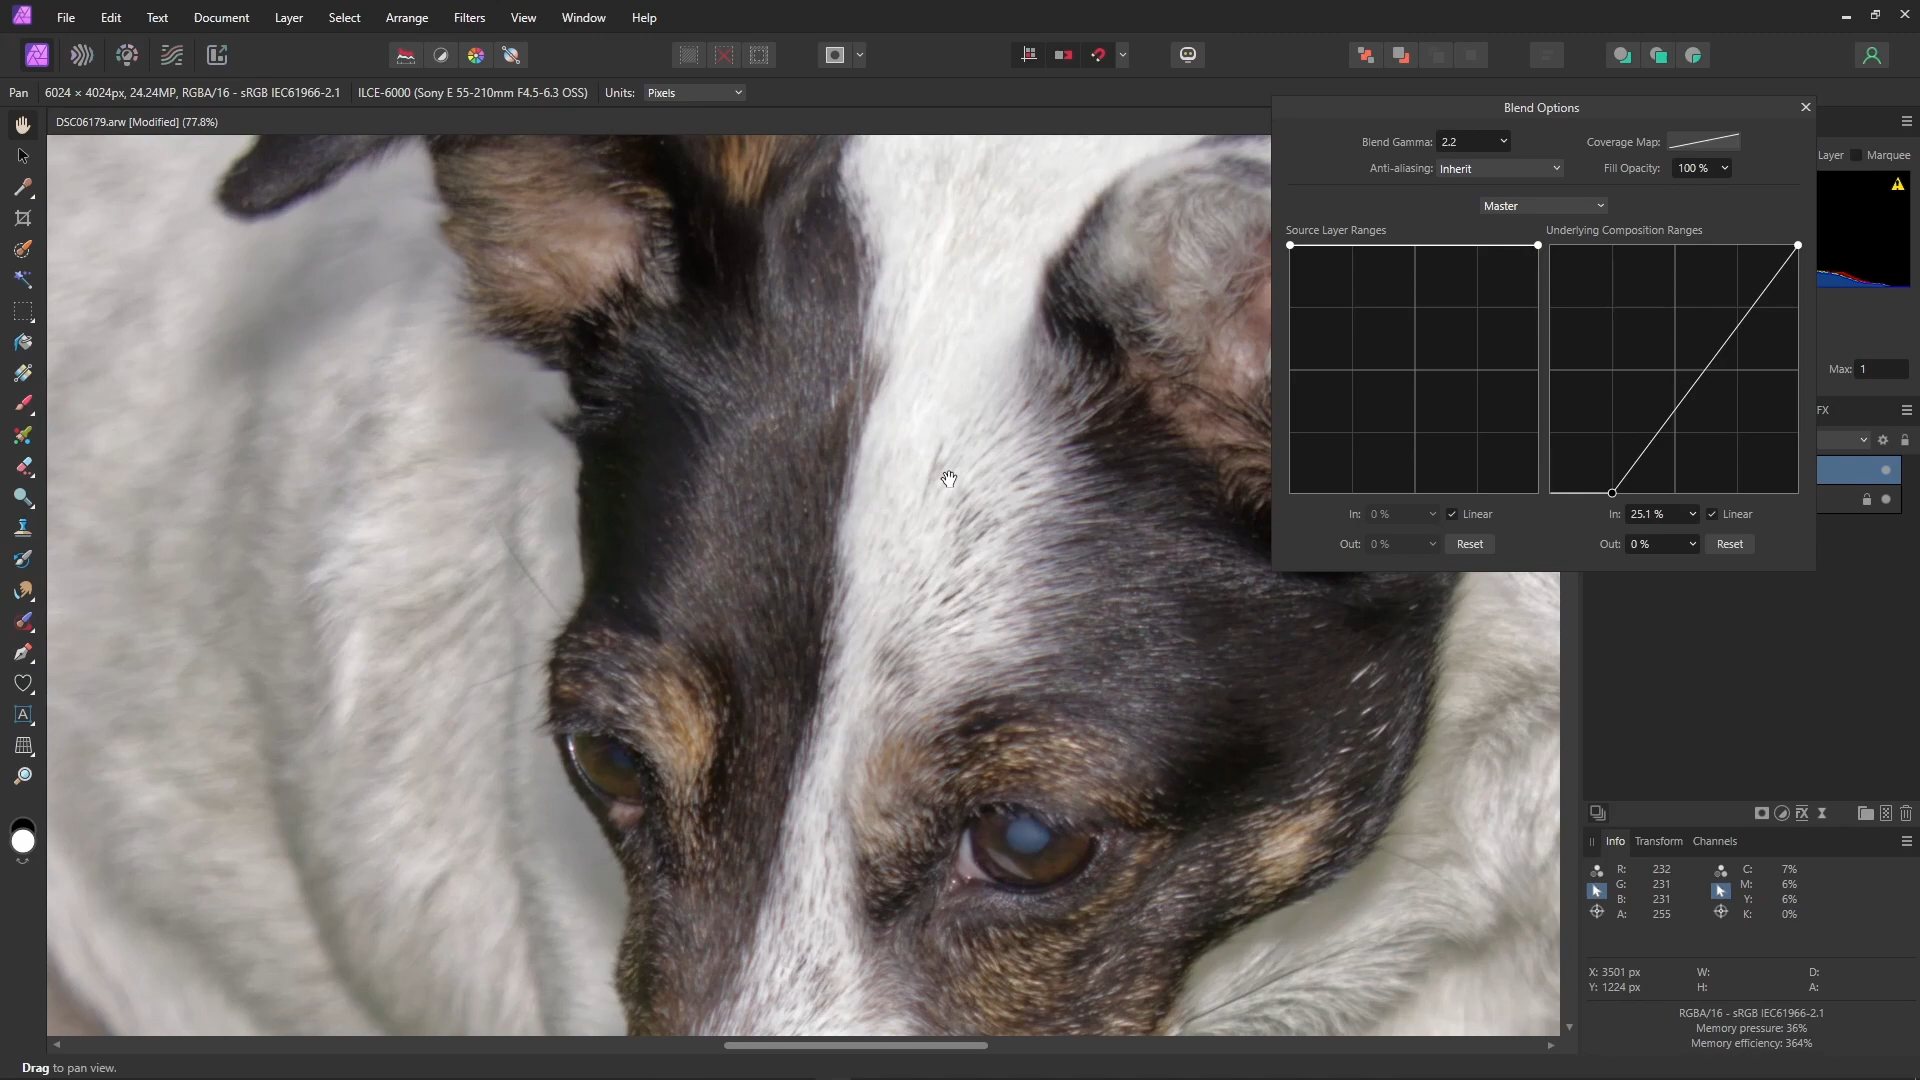 File Edit Text Document Layer Select Arrange Filters View Window Help
Pan 6024 × 4024px, 24.24MP, RGBA/16 - sRGB IEC61966-2.1 ILCE-6000 (Sony E 55-210mm F4.5-6.3 OSS) Units: Pixels
DSC06179.arw [Modified] (77.8%)
Blend Options
Blend Gamma: 2.2 Coverage Map:
Layer Marquee
Anti-aliasing: Inherit Fill Opacity: 100 %
Master
Source Layer Ranges Underlying Composition Ranges
Max: 1
FX
In: 0 % Linear In: 25.1 % Linear
Out: 0 % Reset Out: 0 % Reset
Info Transform Channels
R: 232 C: 7%
G: 231 M: 6%
B: 231 Y: 6%
A: 255 K: 0%
X: 3501 px W: D:
Y: 1224 px H: A:
RGBA/16 - sRGB IEC61966-2.1
Memory pressure: 36%
Memory efficiency: 364%
Drag to pan view.